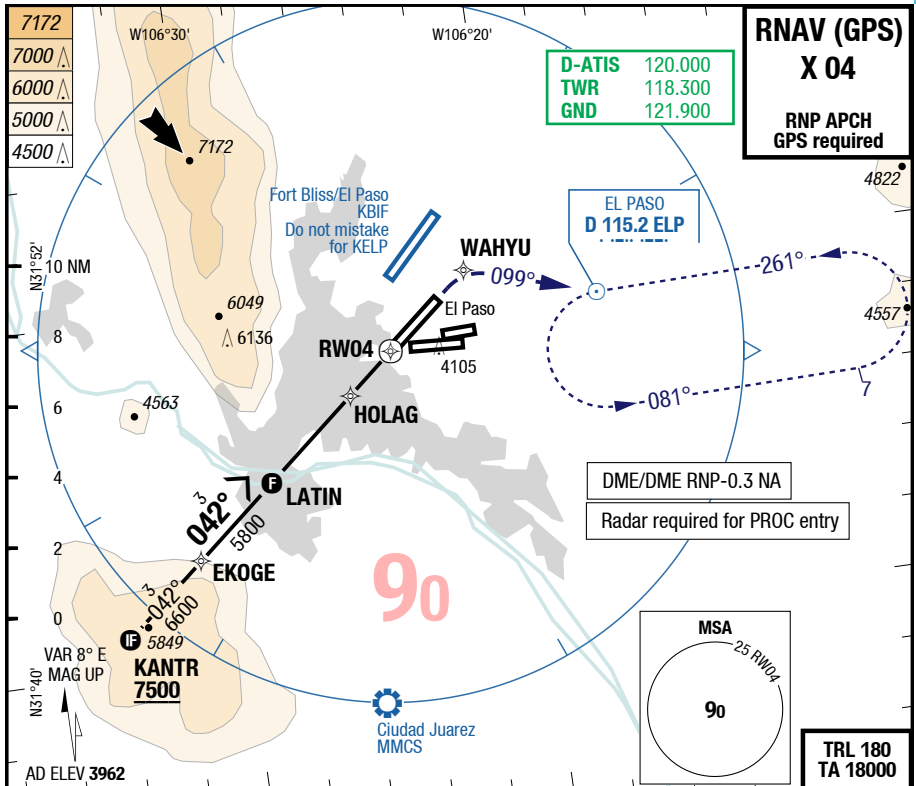 7172
7000
6000
5000
4500
W106°30'
W106°20'
D-ATIS 120.000
TWR 118.300
GND 121.900
RNAV (GPS)
X 04
RNP APCH
GPS required
7172
4822
Fort Bliss/El Paso
KBIF
Do not mistake
for KELP
EL PASO
D 115.2 ELP
N31°52'
10 NM
WAHYU
099°
261°
6049
6136
El Paso
4557
8
RW04
4105
7
6
4563
HOLAG
081°
4
LATIN
F
3
042°
5800
DME/DME RNP-0.3 NA
Radar required for PROC entry
2
EKOGE
90
3
042°
6600
0
IF
5849
KANTR
7500
VAR 8° E
MAG UP
N31°40'
MSA
25 RW04
90
Ciudad Juarez
MMCS
AD ELEV 3962
TRL 180
TA 18000